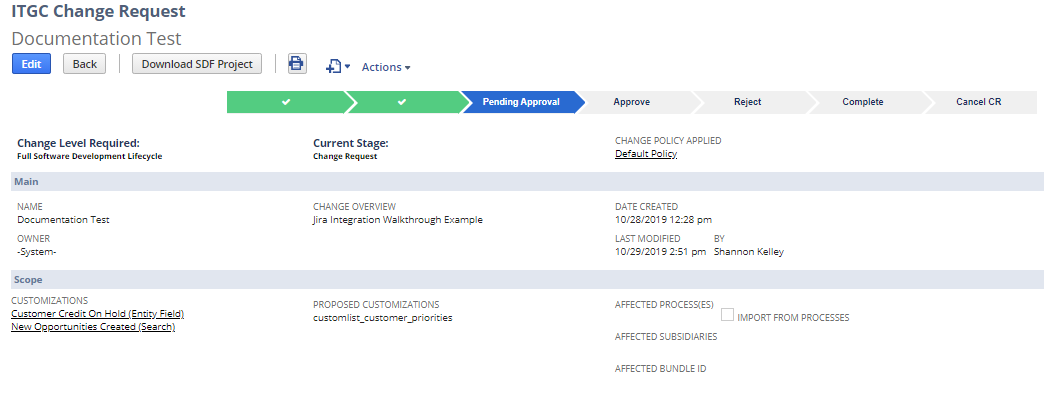 ITGC Change Request
Documentation Test
Edit
Back
Download SDF Project
Actions
Pending Approval
Approve
Reject
Complete
Cancel CR
Change Level Required:
Full Software Development Lifecycle
Current Stage:
Change Request
CHANGE POLICY APPLIED
Default Policy
Main
NAME
Documentation Test
CHANGE OVERVIEW
Jira Integration Walkthrough Example
DATE CREATED
10/28/2019 12:28 pm
OWNER
-System-
LAST MODIFIED
10/29/2019 2:51 pm
BY
Shannon Kelley
Scope
CUSTOMIZATIONS
Customer Credit On Hold (Entity Field)
New Opportunities Created (Search)
PROPOSED CUSTOMIZATIONS
customlist_customer_priorities
AFFECTED PROCESS(ES)
IMPORT FROM PROCESSES
AFFECTED SUBSIDIARIES
AFFECTED BUNDLE ID